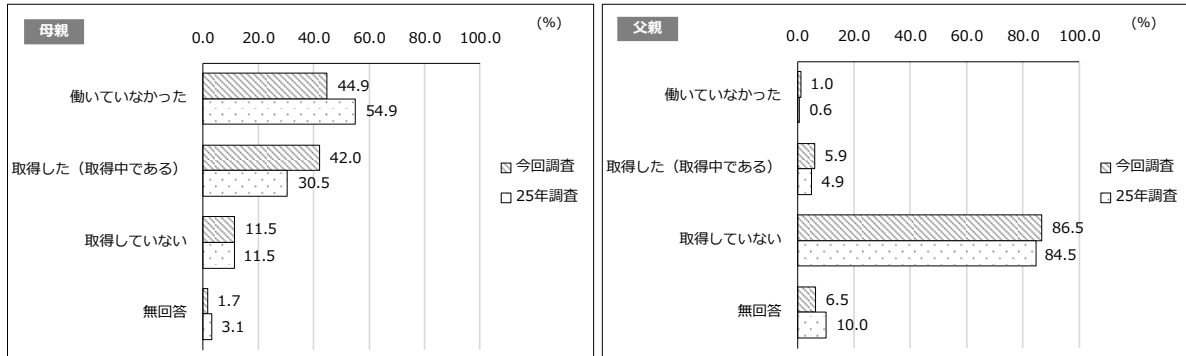 母親
(%)
0.0 20.0 40.0 60.0 80.0 100.0
働いていなかった
44.9
54.9
取得した（取得中である）
42.0
30.5
取得していない
11.5
11.5
無回答
1.7
3.1
今回調査
25年調査
父親
(%)
0.0 20.0 40.0 60.0 80.0 100.0
働いていなかった
1.0
0.6
取得した（取得中である）
5.9
4.9
取得していない
86.5
84.5
無回答
6.5
10.0
今回調査
25年調査